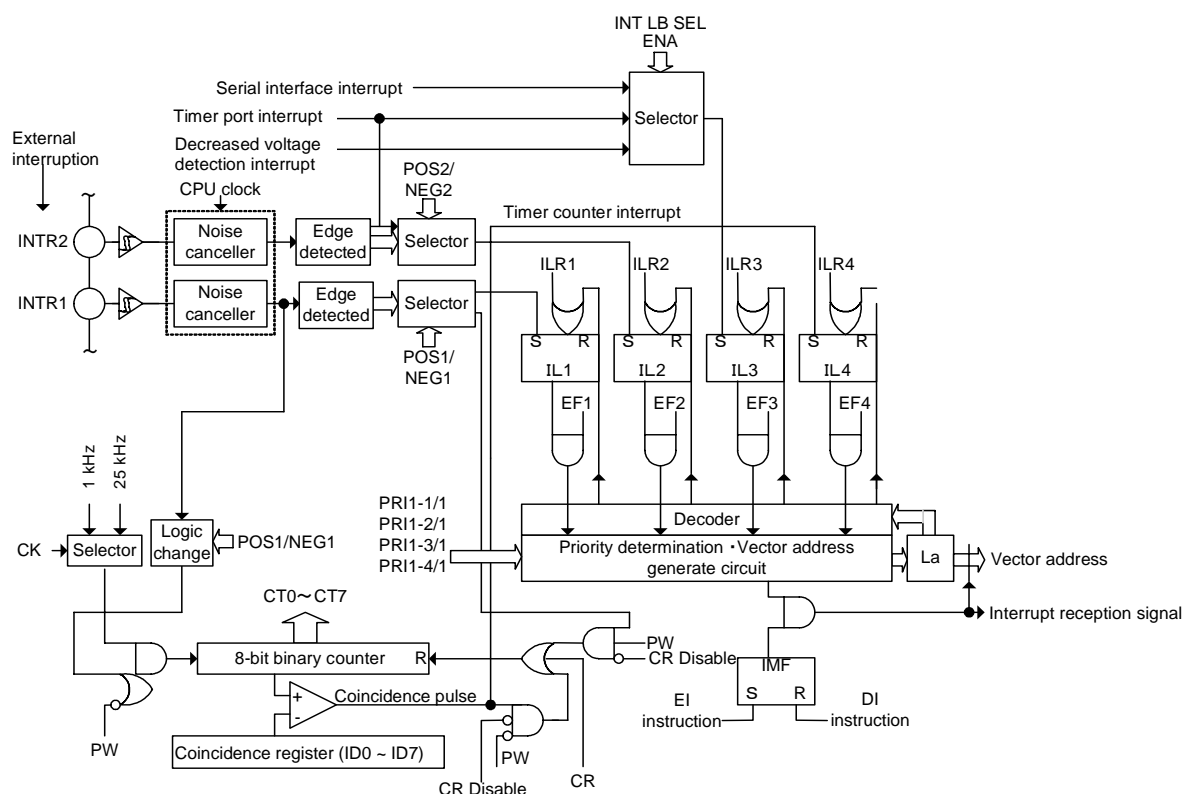 INT LB SEL
ENA
Serial interface interrupt
Timer port interrupt
Selector
External
interruption
Decreased voltage
detection interrupt
POS2/
NEG2
CPU clock
Timer counter interrupt
INTR2
Noise
canceller
Edge
detected
Selector
ILR1
ILR2
ILR3
ILR4
INTR1
Noise
canceller
Edge
detected
Selector
S
R
S
R
S
R
S
R
POS1/
NEG1
IL1
IL2
IL3
IL4
EF1
EF2
EF3
EF4
1 kHz
25 kHz
PRI1-1/1
PRI1-2/1
PRI1-3/1
PRI1-4/1
Decoder
CK
Selector
Logic
change
POS1/NEG1
Priority determination ・Vector address
generate circuit
La
Vector address
CT0～CT7
Interrupt reception signal
PW
CR Disable
8-bit binary counter
R
IMF
S
R
+
-
Coincidence pulse
EI
instruction
DI
instruction
PW
Coincidence register (ID0 ~ ID7)
PW
CR Disable
CR